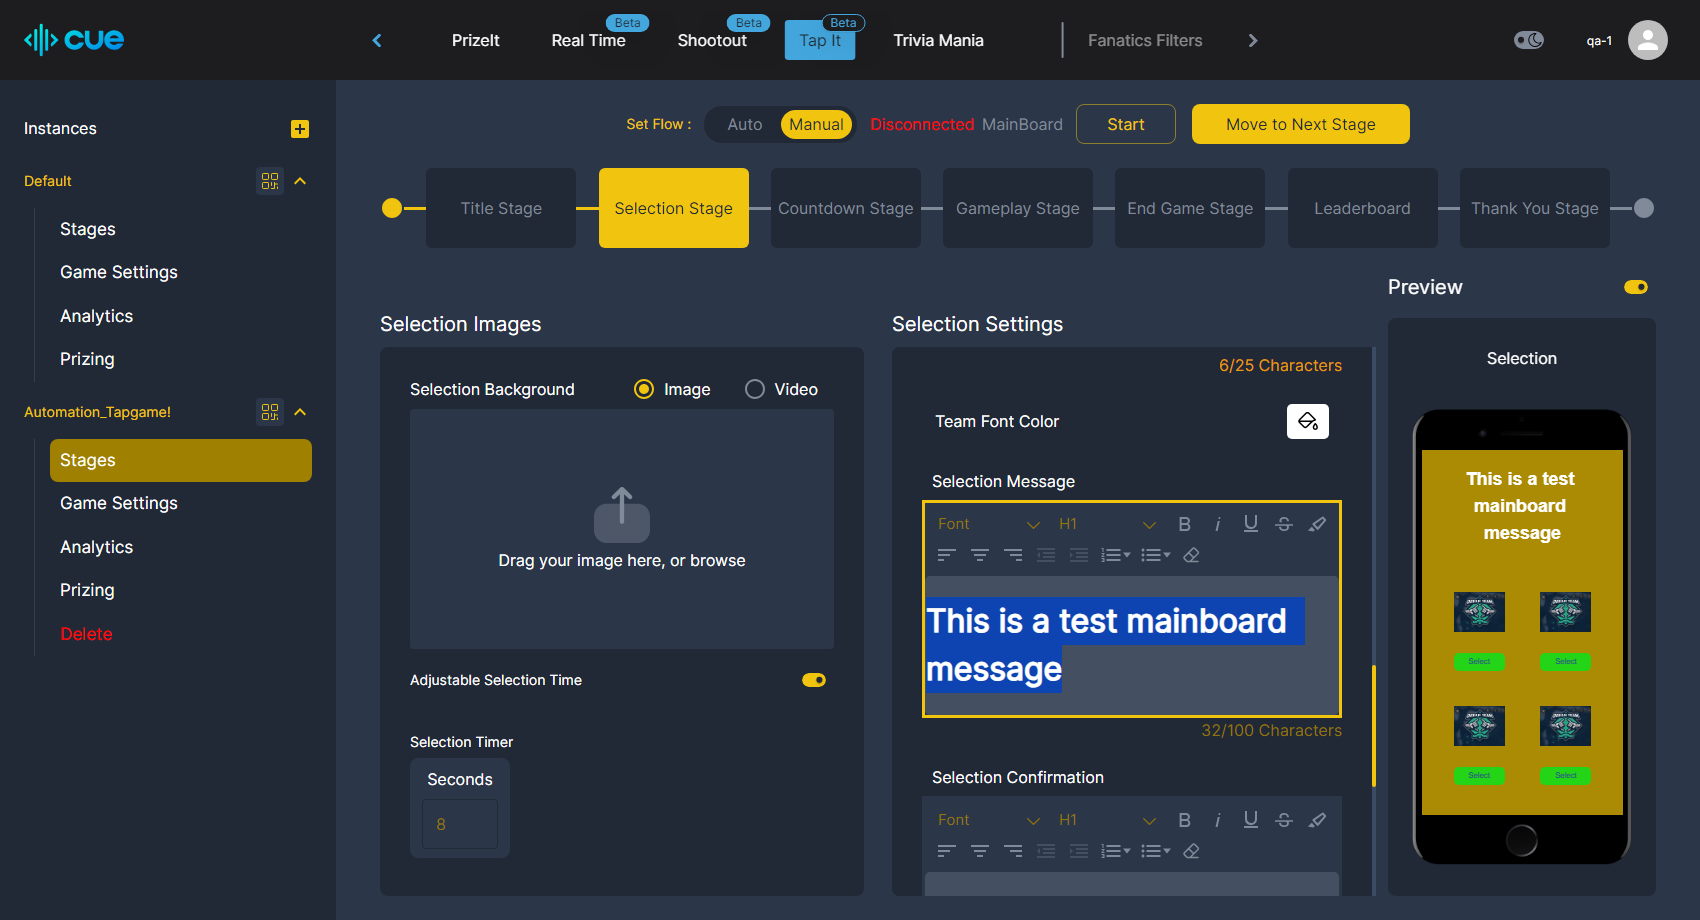 cue
PrizeIt
Real Time
Beta
Shootout
Beta
Tap It
Beta
Trivia Mania
Fanatics Filters
qa-1
Instances
Default
Stages
Game Settings
Analytics
Prizing
Automation_Tapgame!
Stages
Game Settings
Analytics
Prizing
Delete
Set Flow :
Auto
Manual
Disconnected MainBoard
Start
Move to Next Stage
Title Stage
Selection Stage
Countdown Stage
Gameplay Stage
End Game Stage
Leaderboard
Thank You Stage
Selection Images
Selection Background
Image
Video
Drag your image here, or browse
Adjustable Selection Time
Selection Timer
Seconds
8
Selection Settings
6/25 Characters
Team Font Color
Selection Message
Font
H1
B i U S
This is a test mainboard
message
32/100 Characters
Selection Confirmation
Font
H1
B i U S
Preview
Selection
This is a test
mainboard
message
Select
Select
Select
Select